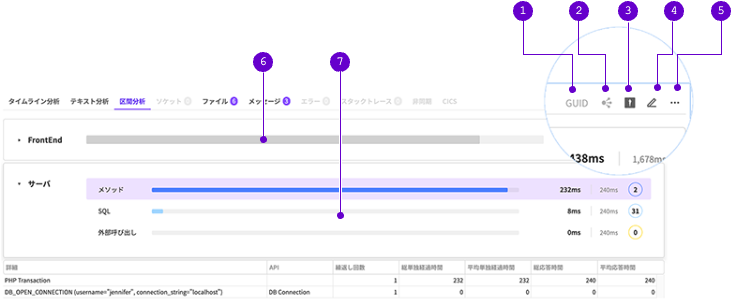 1 2 3 4 5
6 7
タイムライン分析 テキスト分析 区間分析 ソケット 0 ファイル 6 メッセージ 3 エラー 0 スタックトレース 0 非同期 CICS
GUID
FrontEnd
438ms 1,678ms
サーバ
メソッド 232ms 240ms 2
SQL 8ms 240ms 31
外部呼び出し 0ms 240ms 0
詳細 API 繰返し回数 総単独経過時間 平均単独経過時間 総応答時間 平均応答時間
PHP Transaction 1 232 232 240 240
DB_OPEN_CONNECTION (username="jennifer", connection_string="localhost") DB Connection 1 0 0 0 0